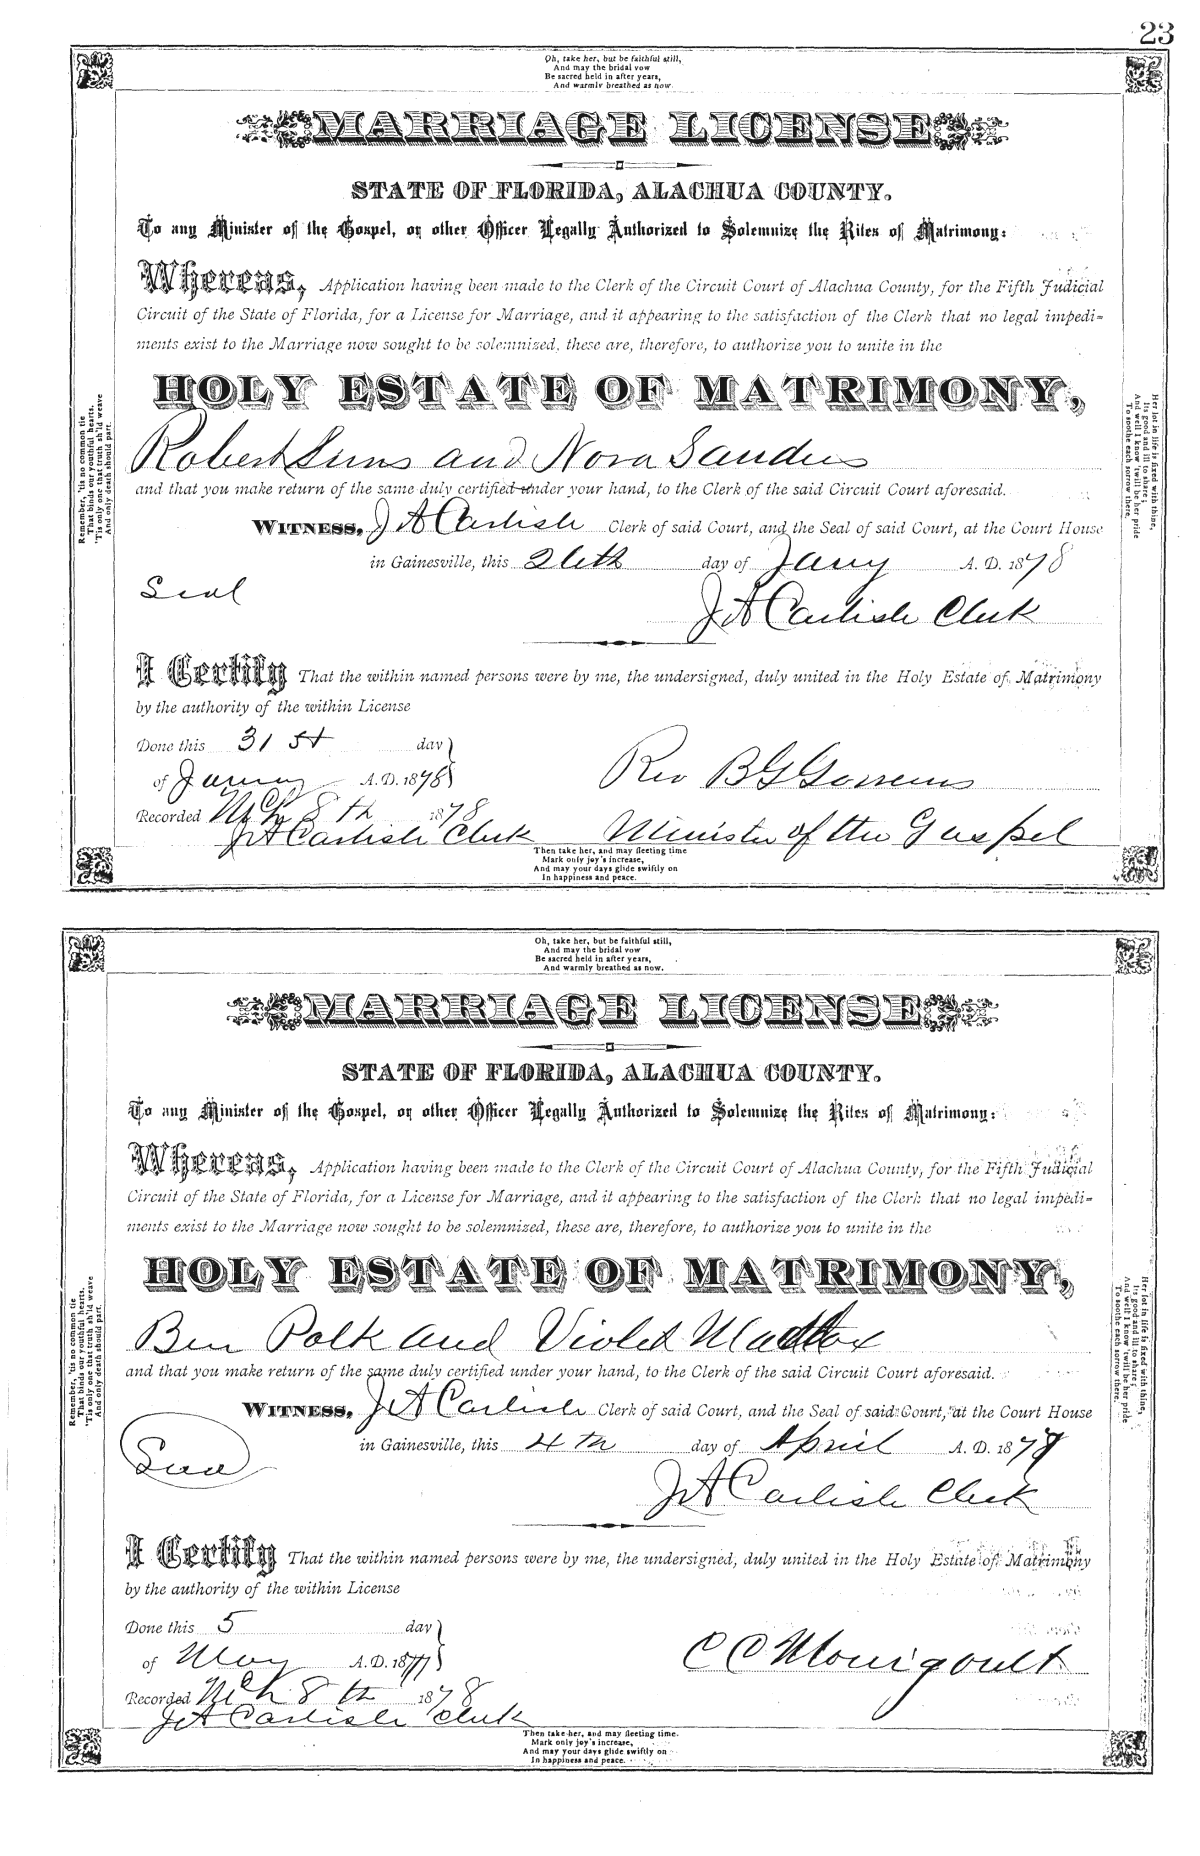 23
Oh, take her, but be faithful still,
And may the bridal vow
Be sacred held in after years,
And warmly breathed as now.
MARRIAGE LICENSE
STATE OF FLORIDA, ALACHUA COUNTY.
To any Minister of the Gospel, or other Officer Legally Authorized to Solemnize the Rites of Matrimony:
Whereas, Application having been made to the Clerk of the Circuit Court of Alachua County, for the Fifth Judicial
Circuit of the State of Florida, for a License for Marriage, and it appearing to the satisfaction of the Clerk that no legal impedi=
ments exist to the Marriage now sought to be solemnized, these are, therefore, to authorize you to unite in the
HOLY ESTATE OF MATRIMONY,
Robert Sims and Nora Sanders
and that you make return of the same duly certified under your hand, to the Clerk of the said Circuit Court aforesaid.
WITNESS, J A Carlisle Clerk of said Court, and the Seal of said Court, at the Court House
in Gainesville, this 26th day of Jany A. D. 1878
Seal
J A Carlisle Clerk
I Certify That the within named persons were by me, the undersigned, duly united in the Holy Estate of Matrimony
by the authority of the within License
Done this 31st day
of A. D. 1878
Rev B G
Recorded Mch 8th 1878
J A Carlisle Clerk
Minister of the Gospel
Then take her, and may fleeting time
Mark only joy's increase,
And may your days glide swiftly on
In happiness and peace.
Remember, 'tis no common tie
That binds our youthful hearts,
'Tis only one that truth sh'ld weave
And only death should part.
Her lot in life is fixed with thine,
Its good and ill to share;
And well I know 'twill be her pride
To soothe each sorrow there.
Oh, take her, but be faithful still,
And may the bridal vow
Be sacred held in after years,
And warmly breathed as now.
MARRIAGE LICENSE
STATE OF FLORIDA, ALACHUA COUNTY.
To any Minister of the Gospel, or other Officer Legally Authorized to Solemnize the Rites of Matrimony:
Whereas, Application having been made to the Clerk of the Circuit Court of Alachua County, for the Fifth Judicial
Circuit of the State of Florida, for a License for Marriage, and it appearing to the satisfaction of the Clerk that no legal impedi=
ments exist to the Marriage now sought to be solemnized, these are, therefore, to authorize you to unite in the
HOLY ESTATE OF MATRIMONY,
Ben Polk and Violet Maddox
and that you make return of the same duly certified under your hand, to the Clerk of the said Circuit Court aforesaid.
WITNESS, J A Carlisle Clerk of said Court, and the Seal of said Court, at the Court House
in Gainesville, this 4th day of April A. D. 187
Seal
J A Carlisle Clerk
I Certify That the within named persons were by me, the undersigned, duly united in the Holy Estate of Matrimony
by the authority of the within License
Done this 5 day
of May A. D. 1877
C C
Recorded Mch 8th 1878
J A Carlisle Clerk
Then take her, and may fleeting time.
Mark only joy's increase,
And may your days glide swiftly on
In happiness and peace.
Remember, 'tis no common tie
That binds our youthful hearts,
'Tis only one that truth sh'ld weave
And only death should part.
Her lot in life is fixed with thine,
Its good and ill to share;
And well I know 'twill be her pride
To soothe each sorrow there.